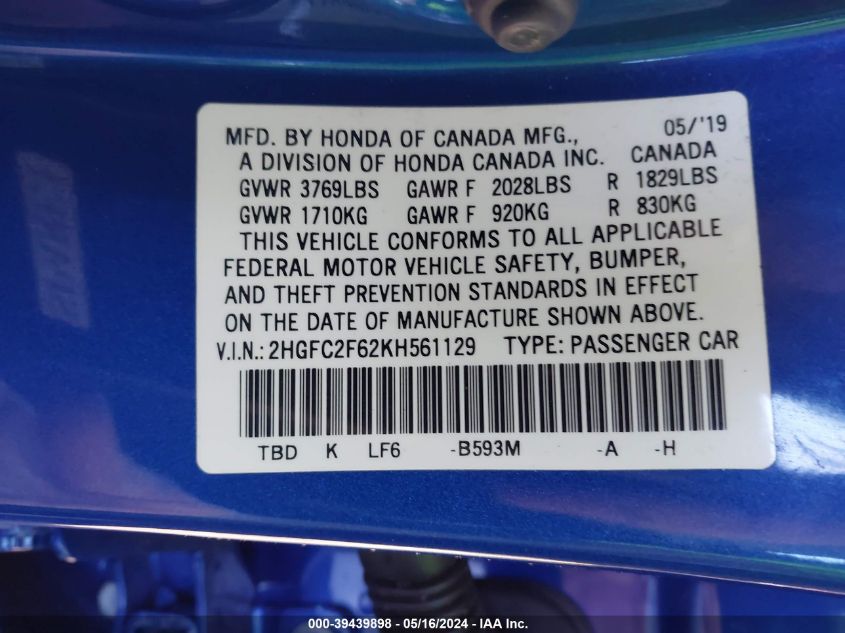 MFD. BY HONDA OF CANADA MFG., 05/'19
A DIVISION OF HONDA CANADA INC. CANADA
GVWR 3769LBS GAWR F 2028LBS R 1829LBS
GVWR 1710KG GAWR F 920KG R 830KG
THIS VEHICLE CONFORMS TO ALL APPLICABLE
FEDERAL MOTOR VEHICLE SAFETY, BUMPER,
AND THEFT PREVENTION STANDARDS IN EFFECT
ON THE DATE OF MANUFACTURE SHOWN ABOVE.
V.I.N.: 2HGFC2F62KH561129 TYPE: PASSENGER CAR
TBD K LF6 -B593M -A -H
000-39439898 - 05/16/2024 - IAA Inc.